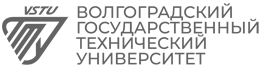 VSTU
ВОЛГОГРАДСКИЙ
ГОСУДАРСТВЕННЫЙ
ТЕХНИЧЕСКИЙ
УНИВЕРСИТЕТ